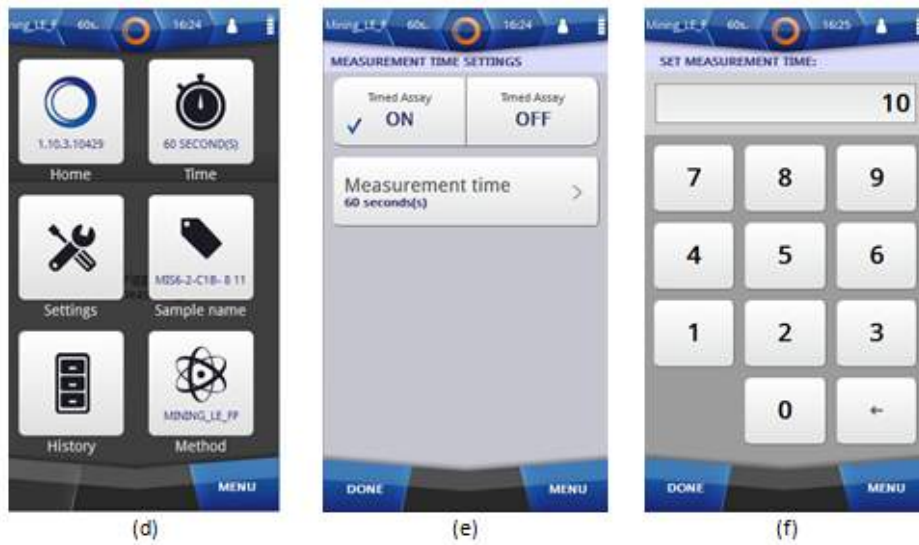 60s. 16:24
1.10.3.10429 60 SECOND(S)
Home Time
MIS6-2-C1B- 8 11
Settings Sample name
MINING_LE_FP
History Method
MENU
(d)
Mining_LE_F 60s. 16:24
MEASUREMENT TIME SETTINGS
Timed Assay Timed Assay
ON OFF
Measurement time
60 seconds(s)
DONE MENU
(e)
Mining_LE_F 60s. 16:25
SET MEASUREMENT TIME:
10
7 8 9
4 5 6
1 2 3
0 ←
DONE MENU
(f)